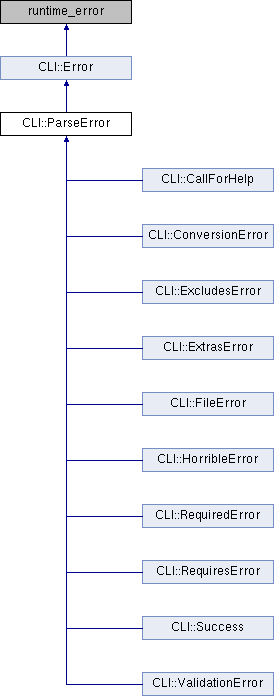 runtime_error
CLI::Error
CLI::ParseError
CLI::CallForHelp
CLI::ConversionError
CLI::ExcludesError
CLI::ExtrasError
CLI::FileError
CLI::HorribleError
CLI::RequiredError
CLI::RequiresError
CLI::Success
CLI::ValidationError